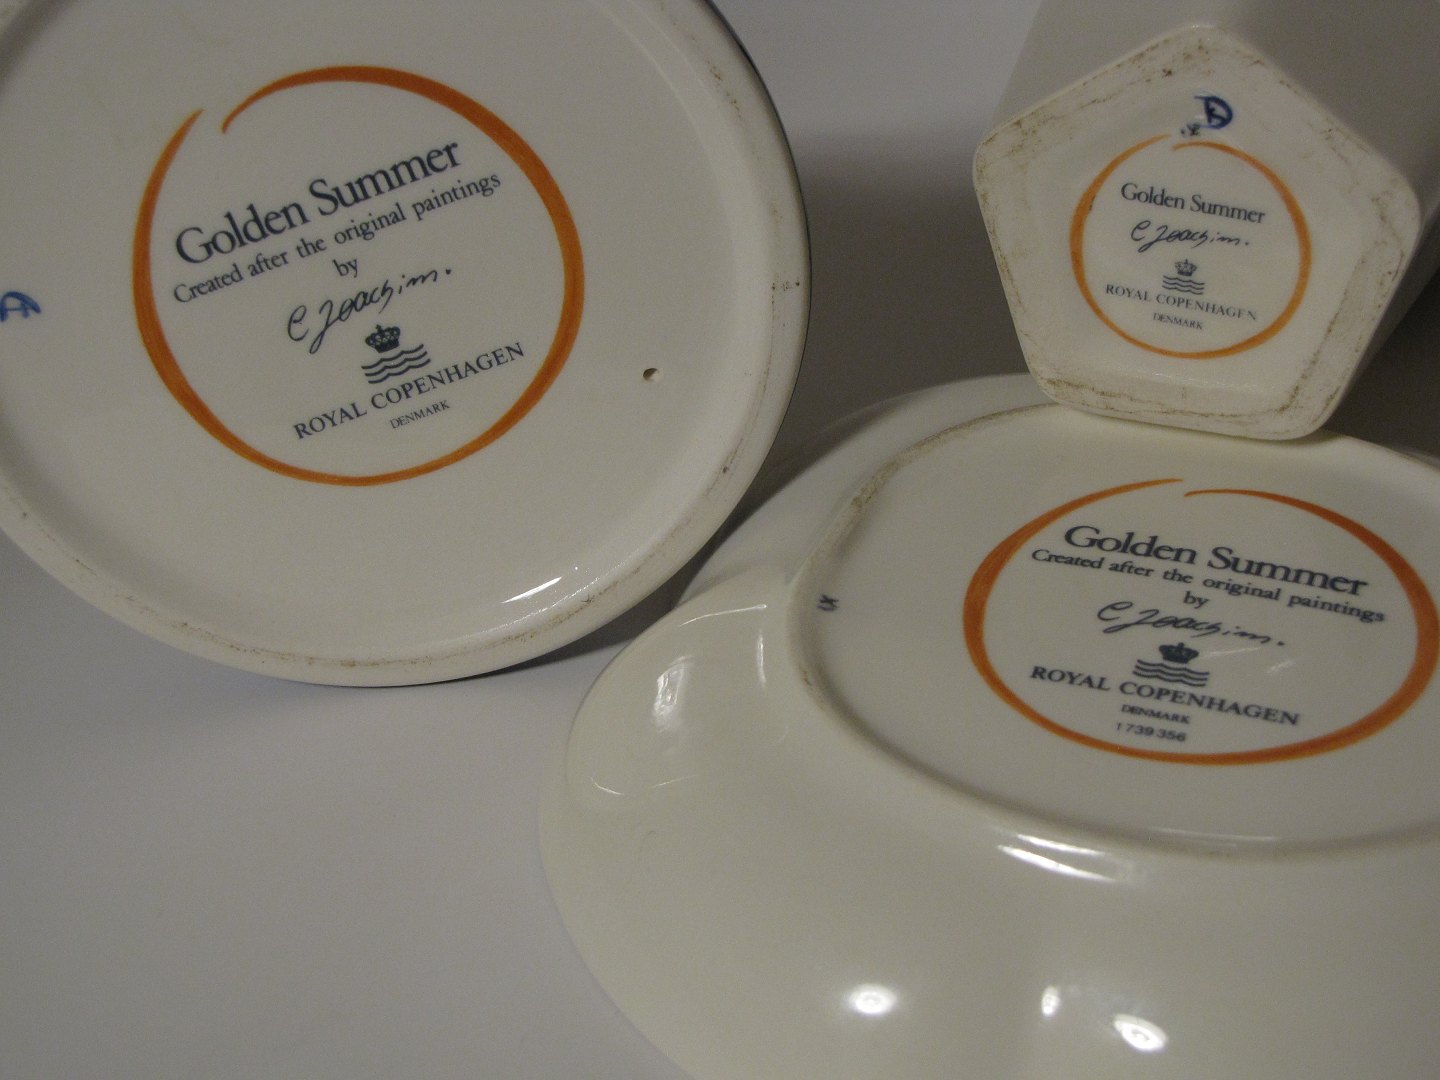 Golden Summer
Created after the original paintings
by
C Joachim.
ROYAL COPENHAGEN
DENMARK
Golden Summer
C Joachim.
ROYAL COPENHAGEN
DENMARK
Golden Summer
Created after the original paintings
by
C Joachim.
ROYAL COPENHAGEN
DENMARK
1739 356